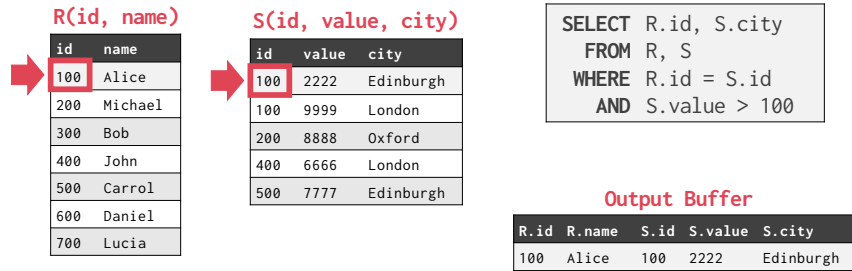 R(id, name)
id name
100 Alice
200 Michael
300 Bob
400 John
500 Carrol
600 Daniel
700 Lucia
S(id, value, city)
id value city
100 2222 Edinburgh
100 9999 London
200 8888 Oxford
400 6666 London
500 7777 Edinburgh
SELECT R.id, S.city
FROM R, S
WHERE R.id = S.id
AND S.value > 100
Output Buffer
R.id R.name S.id S.value S.city
100 Alice 100 2222 Edinburgh